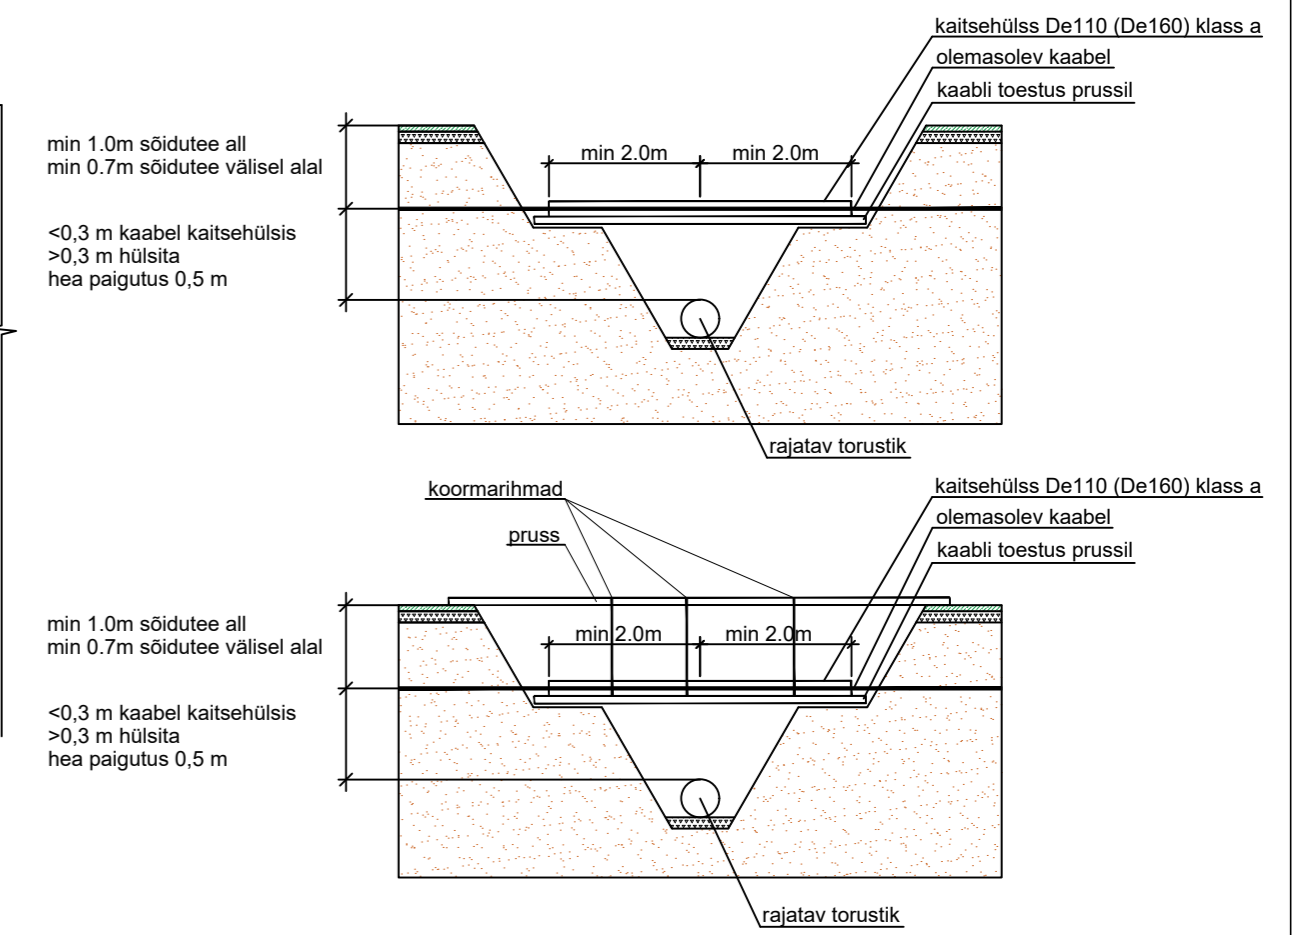 kaitsehülss De110 (De160) klass a
olemasolev kaabel
kaabli toestus prussil
min 1.0m sõidutee all
min 0.7m sõidutee välisel alal
min 2.0m
min 2.0m
<0,3 m kaabel kaitsehülsis
>0,3 m hülsita
hea paigutus 0,5 m
rajatav torustik
koormarihmad
pruss
kaitsehülss De110 (De160) klass a
olemasolev kaabel
kaabli toestus prussil
min 1.0m sõidutee all
min 0.7m sõidutee välisel alal
min 2.0m
min 2.0m
<0,3 m kaabel kaitsehülsis
>0,3 m hülsita
hea paigutus 0,5 m
rajatav torustik